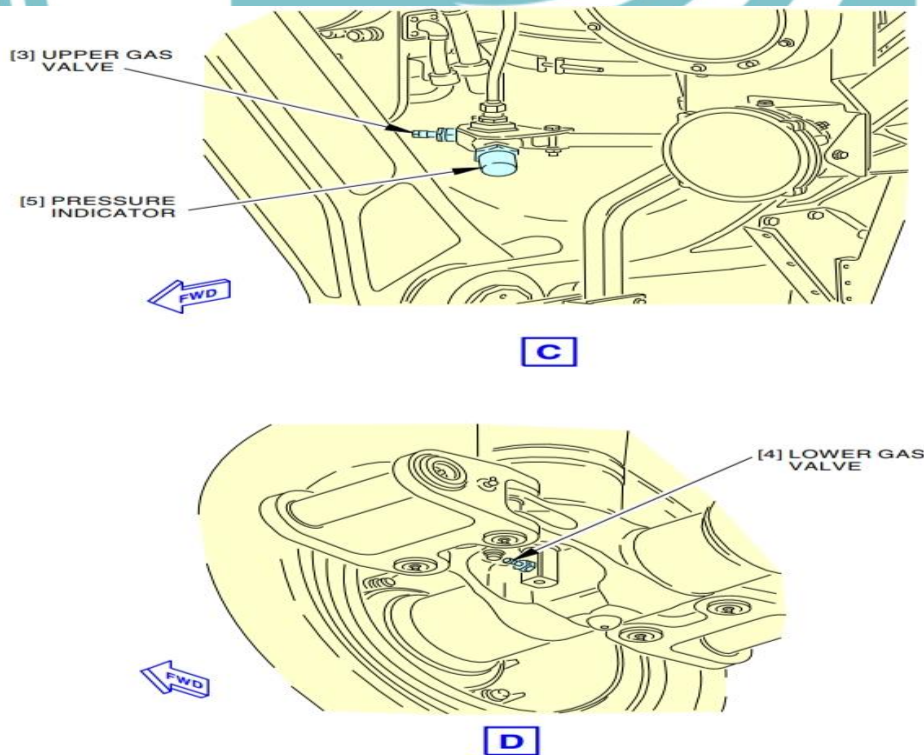 [3] UPPER GAS
VALVE
[5] PRESSURE
INDICATOR
FWD
C
[4] LOWER GAS
VALVE
FWD
D